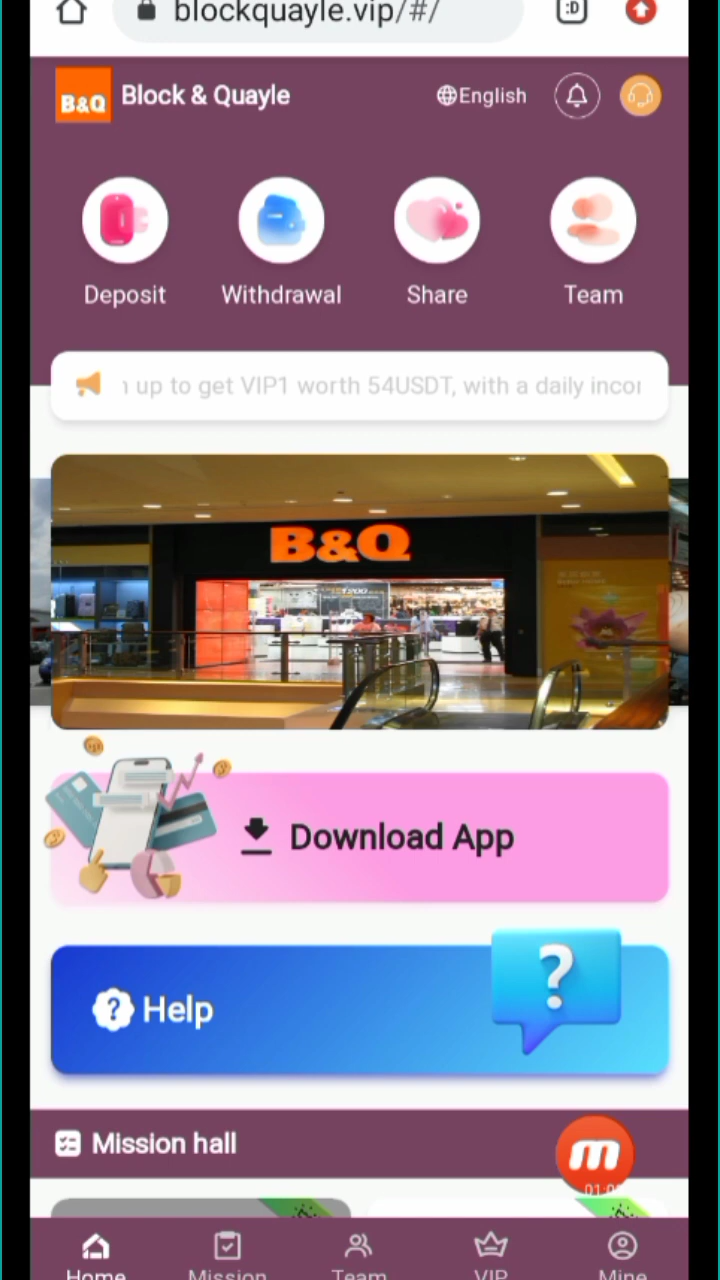 blockquayle.vip/#/
:D
B&Q Block & Quayle English
Deposit Withdrawal Share Team
up to get VIP1 worth 54USDT, with a daily incor
B&Q
Download App
? Help
?
Mission hall
m
Home Mission Team VIP Mine